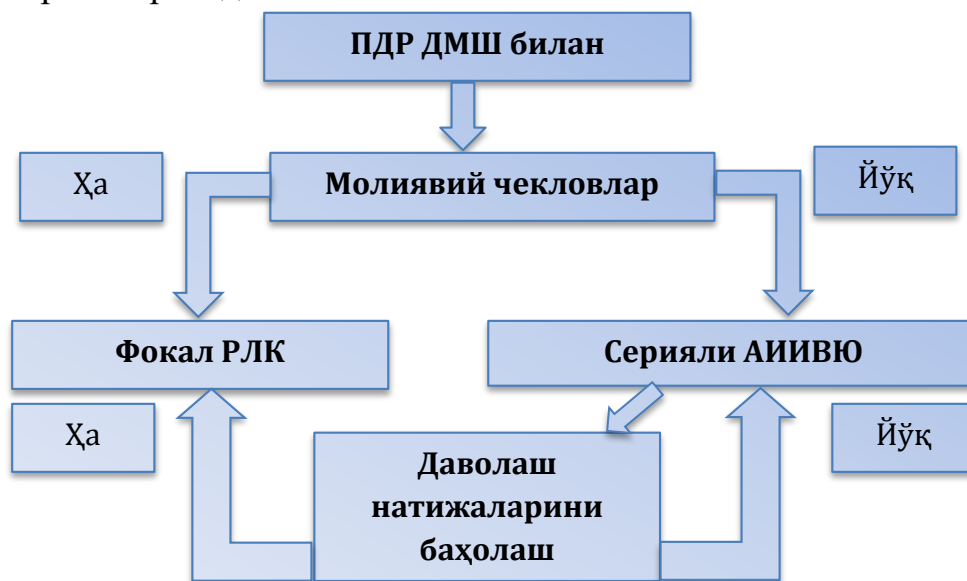 ПДР ДМШ билан
Ҳа
Молиявий чекловлар
Йўқ
Фокал РЛК
Серияли АИИВЮ
Ҳа
Йўқ
Даволаш
натижаларини
баҳолаш